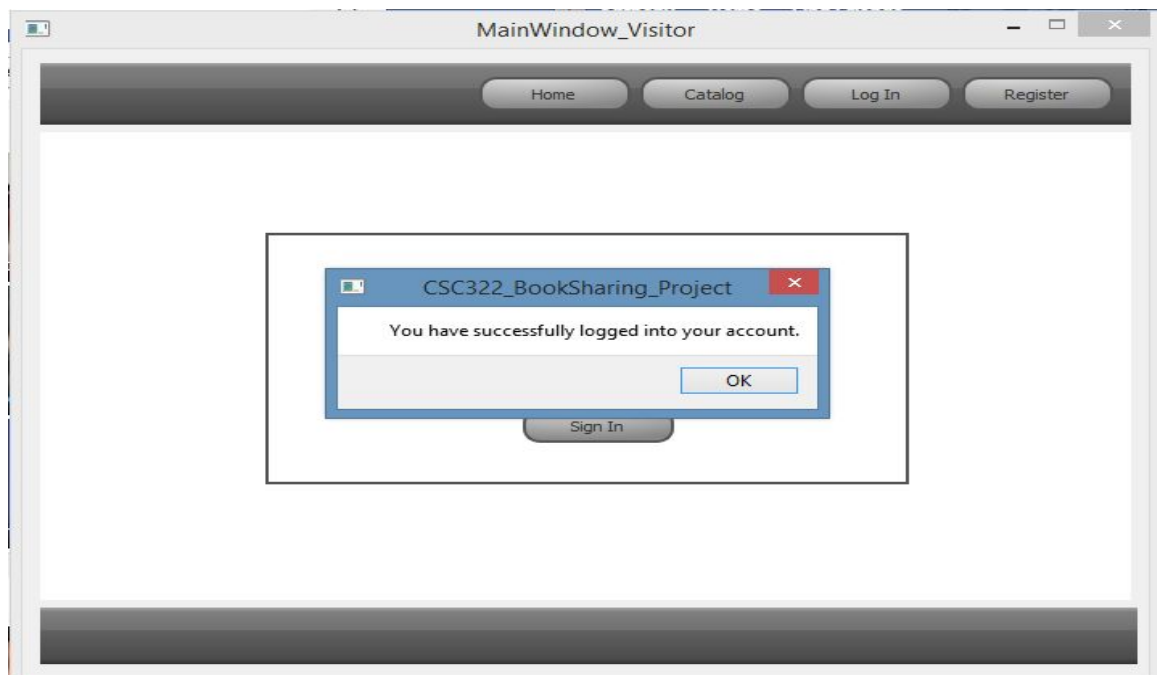 MainWindow_Visitor
Home
Catalog
Log In
Register
CSC322_BookSharing_Project
You have successfully logged into your account.
OK
Sign In